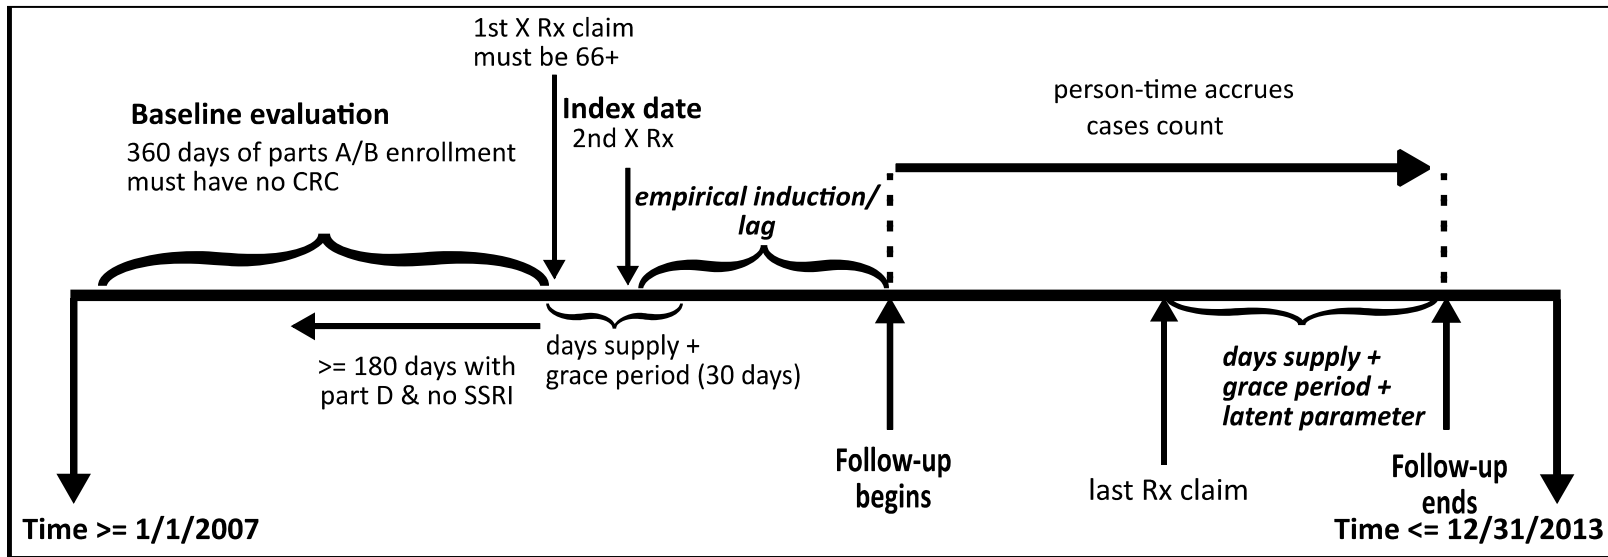 1st X Rx claim
must be 66+
Baseline evaluation
360 days of parts A/B enrollment
must have no CRC
Index date
2nd X Rx
person-time accrues
cases count
empirical induction/
lag
>= 180 days with
part D & no SSRI
days supply +
grace period (30 days)
days supply +
grace period +
latent parameter
Follow-up
begins
last Rx claim
Follow-up
ends
Time >= 1/1/2007
Time <= 12/31/2013